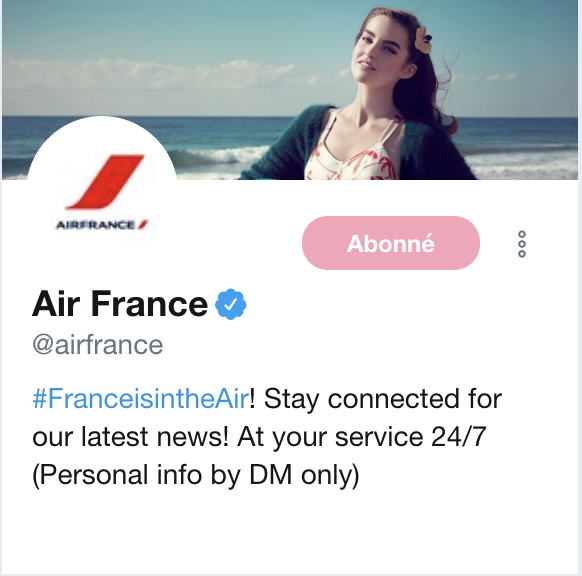 AIRFRANCE
Abonné
Air France
@airfrance
#FranceisintheAir! Stay connected for
our latest news! At your service 24/7
(Personal info by DM only)